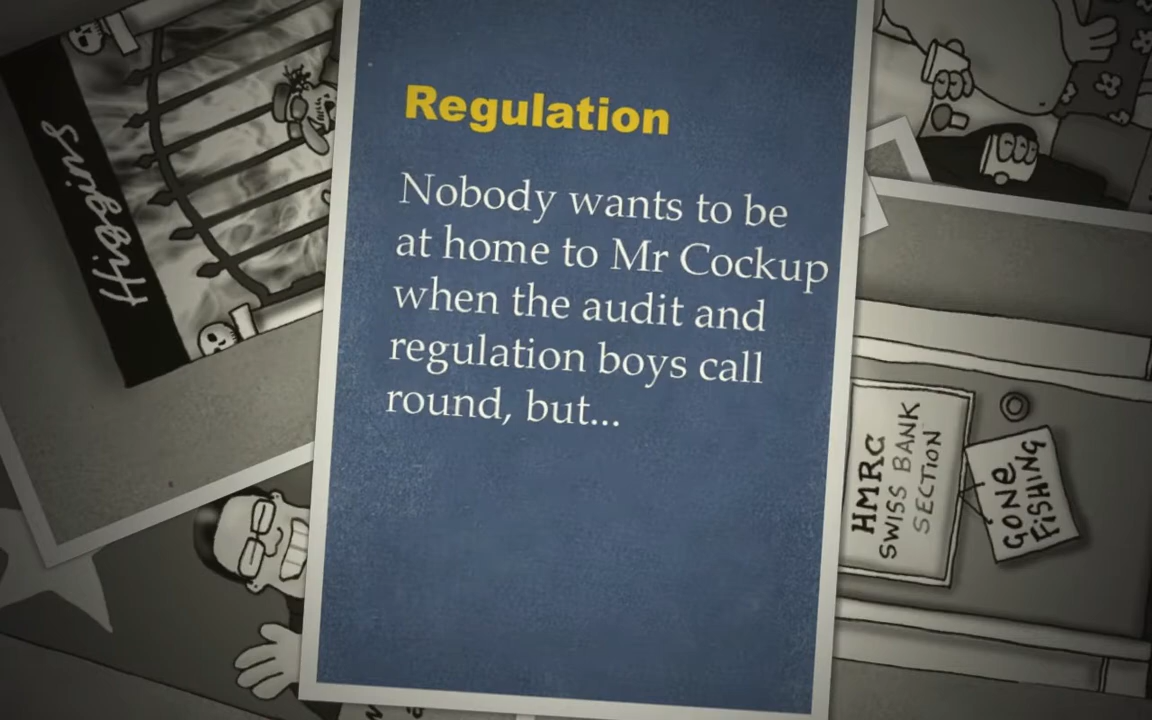 Regulation
Nobody wants to be
at home to Mr Cockup
when the audit and
regulation boys call
round, but...
Higgins
HMRC
SWISS BANK
SECTION
GONE
FISHING